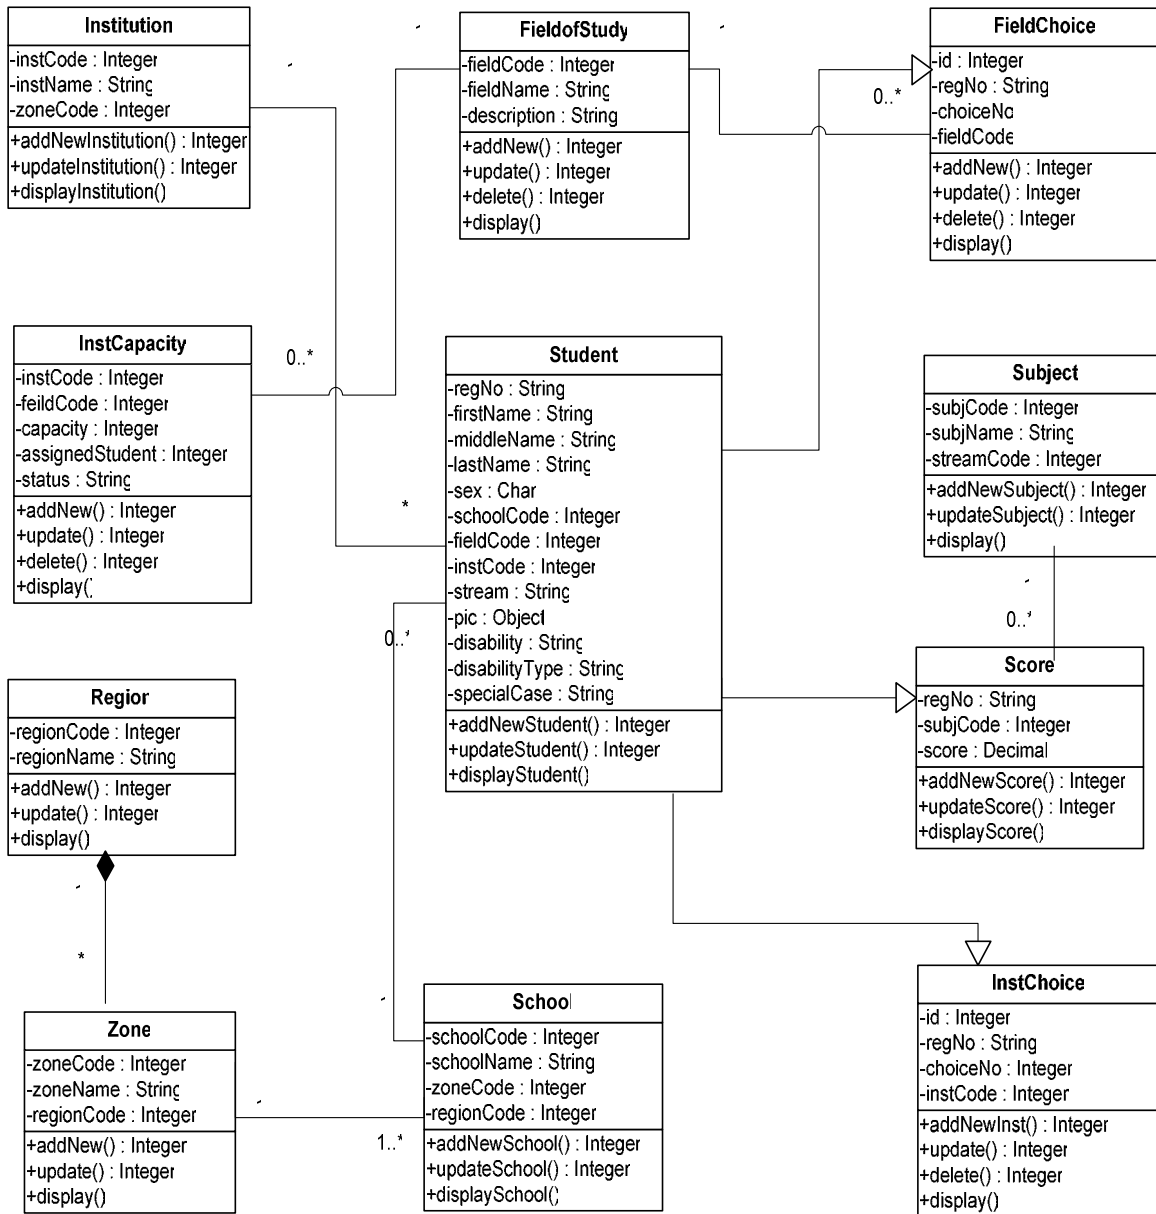 Institution
-instCode : Integer
-instName : String
-zoneCode : Integer
+addNewInstitution() : Integer
+updateInstitution() : Integer
+displayInstitution()
FieldofStudy
-fieldCode : Integer
-fieldName : String
-description : String
+addNew() : Integer
+update() : Integer
+delete() : Integer
+display()
FieldChoice
-id : Integer
-regNo : String
-choiceNo
-fieldCode
+addNew() : Integer
+update() : Integer
+delete() : Integer
+display()
0..*
InstCapacity
-instCode : Integer
-feildCode : Integer
-capacity : Integer
-assignedStudent : Integer
-status : String
+addNew() : Integer
+update() : Integer
+delete() : Integer
+display()
0..*
*
Student
-regNo : String
-firstName : String
-middleName : String
-lastName : String
-sex : Char
-schoolCode : Integer
-fieldCode : Integer
-instCode : Integer
-stream : String
-pic : Object
-disability : String
-disabilityType : String
-specialCase : String
+addNewStudent() : Integer
+updateStudent() : Integer
+displayStudent()
0..*
Subject
-subjCode : Integer
-subjName : String
-streamCode : Integer
+addNewSubject() : Integer
+updateSubject() : Integer
+display()
0..*
Score
-regNo : String
-subjCode : Integer
-score : Decimal
+addNewScore() : Integer
+updateScore() : Integer
+displayScore()
Region
-regionCode : Integer
-regionName : String
+addNew() : Integer
+update() : Integer
+display()
*
Zone
-zoneCode : Integer
-zoneName : String
-regionCode : Integer
+addNew() : Integer
+update() : Integer
+display()
1..*
School
-schoolCode : Integer
-schoolName : String
-zoneCode : Integer
-regionCode : Integer
+addNewSchool() : Integer
+updateSchool() : Integer
+displaySchool()
InstChoice
-id : Integer
-regNo : String
-choiceNo : Integer
-instCode : Integer
+addNewInst() : Integer
+update() : Integer
+delete() : Integer
+display()